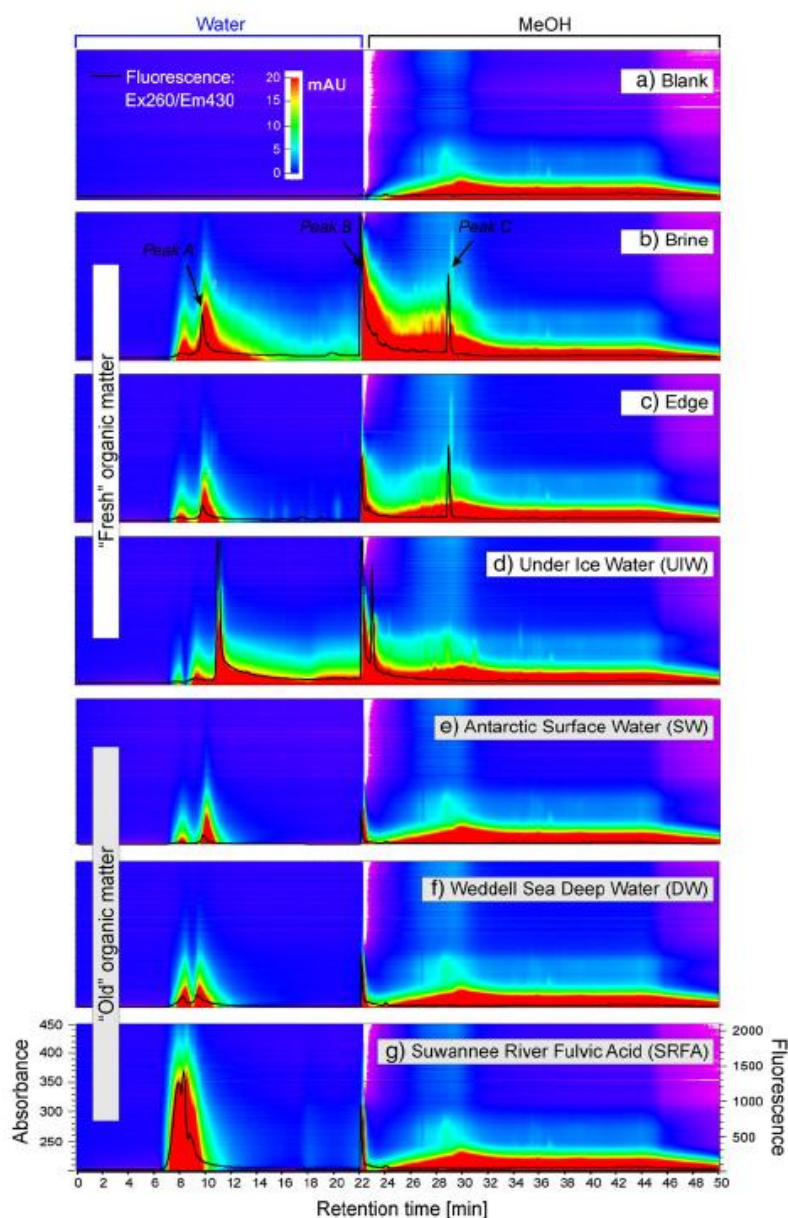 Water
MeOH
Fluorescence:
Ex260/Em430
20
15
10
5
0
mAU
a) Blank
Peak A
Peak B
Peak C
b) Brine
c) Edge
"Fresh" organic matter
d) Under Ice Water (UIW)
e) Antarctic Surface Water (SW)
f) Weddell Sea Deep Water (DW)
"Old" organic matter
g) Suwannee River Fulvic Acid (SRFA)
450
400
350
300
250
Absorbance
2000
1500
1000
500
Fluorescence
0 2 4 6 8 10 12 14 16 18 20 22 24 26 28 30 32 34 36 38 40 42 44 46 48 50
Retention time [min]